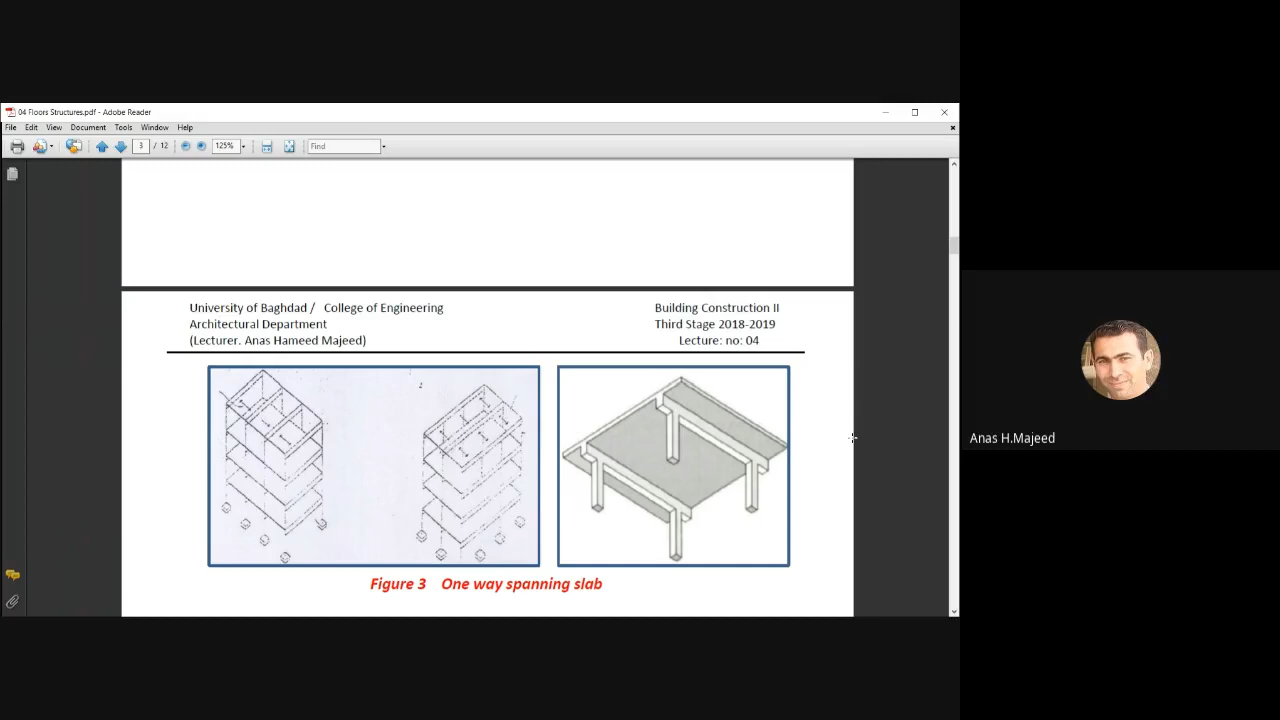 04 Floors Structures.pdf - Adobe Reader
File Edit View Document Tools Window Help
3 / 12 125% Find
University of Baghdad / College of Engineering
Architectural Department
(Lecturer. Anas Hameed Majeed)
Building Construction II
Third Stage 2018-2019
Lecture: no: 04
Figure 3 One way spanning slab
Anas H.Majeed